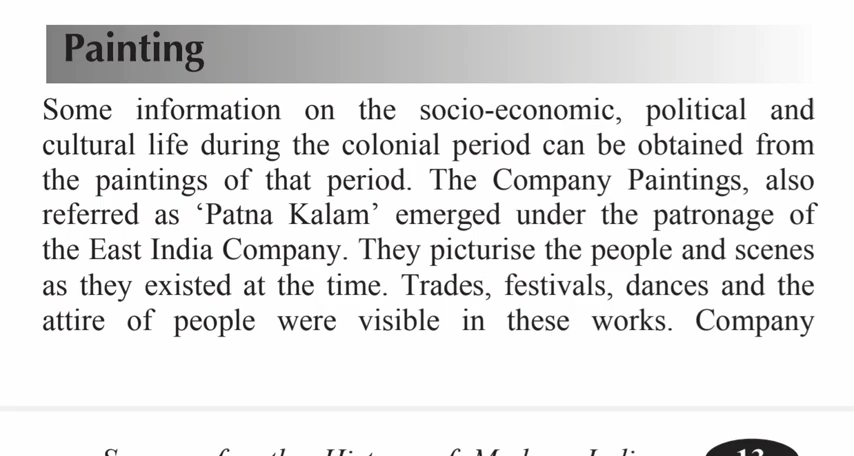 Painting
Some information on the socio-economic, political and
cultural life during the colonial period can be obtained from
the paintings of that period. The Company Paintings, also
referred as ‘Patna Kalam’ emerged under the patronage of
the East India Company. They picturise the people and scenes
as they existed at the time. Trades, festivals, dances and the
attire of people were visible in these works. Company